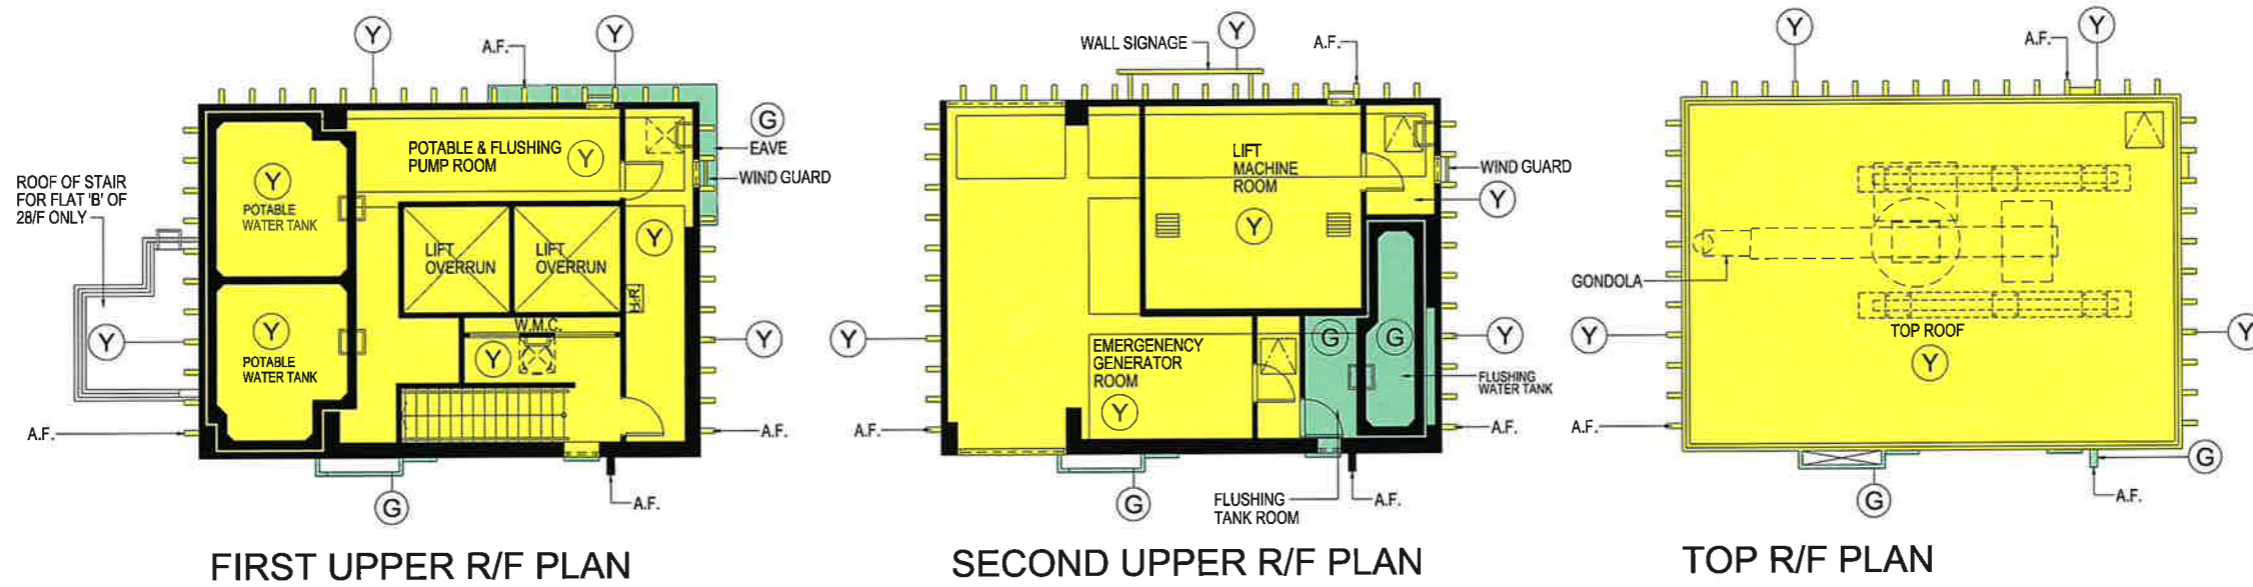 Y
Y
A.F.
G
EAVE
WIND GUARD
POTABLE & FLUSHING
PUMP ROOM
Y
Y
POTABLE
WATER TANK
ROOF OF STAIR
FOR FLAT 'B' OF
28/F ONLY
LIFT
OVERRUN
LIFT
OVERRUN
Y
H.R
W.M.C.
Y
Y
POTABLE
WATER TANK
Y
Y
A.F.
A.F.
G
A.F.
FIRST UPPER R/F PLAN
WALL SIGNAGE
Y
A.F.
LIFT
MACHINE
ROOM
Y
WIND GUARD
Y
Y
EMERGENENCY
GENERATOR
ROOM
Y
G
G
Y
FLUSHING
WATER TANK
A.F.
A.F.
G
FLUSHING
TANK ROOM
A.F.
SECOND UPPER R/F PLAN
Y
A.F.
Y
GONDOLA
Y
TOP ROOF
Y
Y
A.F.
G
G
A.F.
TOP R/F PLAN